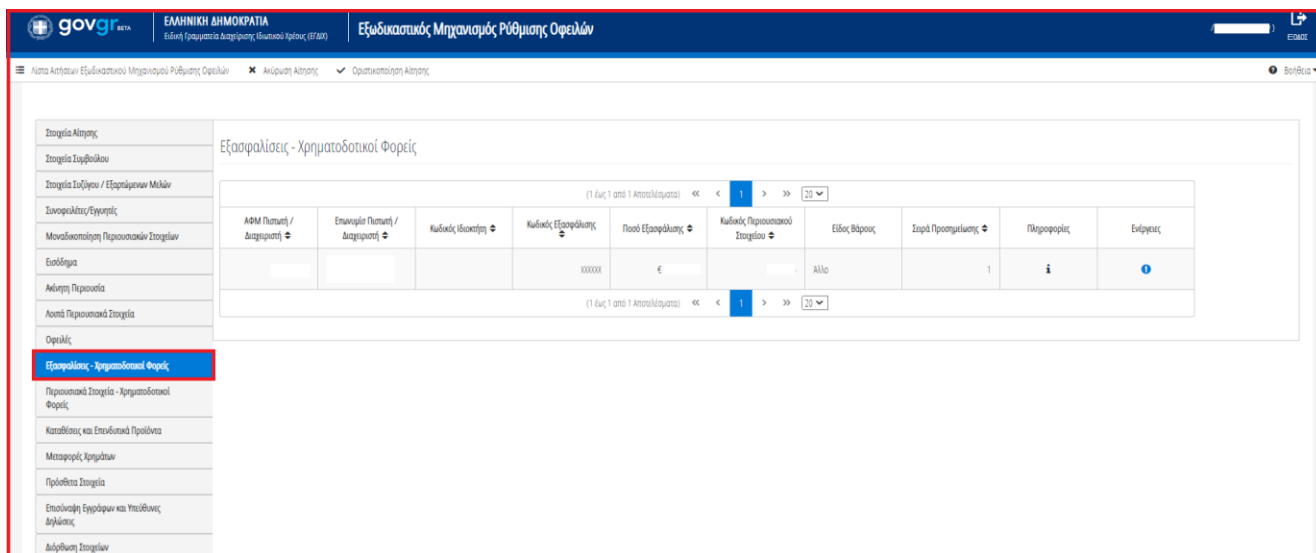 govgr BETA
ΕΛΛΗΝΙΚΗ ΔΗΜΟΚΡΑΤΙΑ
Ειδική Γραμματεία Διαχείρισης Ιδιωτικού Χρέους (ΕΓΔΙΧ)
Εξωδικαστικός Μηχανισμός Ρύθμισης Οφειλών
ΕΞΟΔΟΣ
Λίστα Αιτήσεων Εξωδικαστικού Μηχανισμού Ρύθμισης Οφειλών
Ακύρωση Αίτησης
Οριστικοποίηση Αίτησης
Βοήθεια
Στοιχεία Αίτησης
Στοιχεία Συμβούλου
Στοιχεία Συζύγου / Εξαρτώμενων Μελών
Συνοφειλέτες/Εγγυητές
Μοναδικοποίηση Περιουσιακών Στοιχείων
Εισόδημα
Ακίνητη Περιουσία
Λοιπά Περιουσιακά Στοιχεία
Οφειλές
Εξασφαλίσεις - Χρηματοδοτικοί Φορείς
Περιουσιακά Στοιχεία - Χρηματοδοτικοί
Φορείς
Καταθέσεις και Επενδυτικά Προϊόντα
Μεταφορές Χρημάτων
Πρόσθετα Στοιχεία
Επισύναψη Εγγράφων και Υπεύθυνες
Δηλώσεις
Διόρθωση Στοιχείων
Εξασφαλίσεις - Χρηματοδοτικοί Φορείς
(1 έως 1 από 1 Αποτελέσματα) 1 20
ΑΦΜ Πιστωτή /
Διαχειριστή
Επωνυμία Πιστωτή /
Διαχειριστή
Κωδικός Ιδιοκτήτη
Κωδικός Εξασφάλισης
Ποσό Εξασφάλισης
Κωδικός Περιουσιακού
Στοιχείου
Είδος Βάρους
Σειρά Προσημείωσης
Πληροφορίες
Ενέργειες
XXXXXX € Άλλο 1
(1 έως 1 από 1 Αποτελέσματα) 1 20